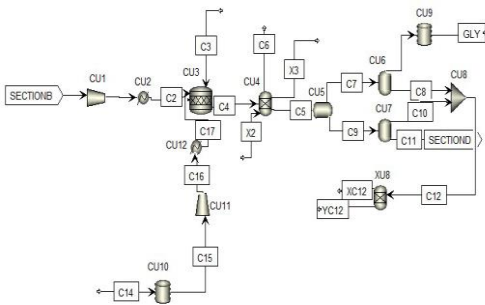 C3
C6
CU9
CU6
GLY
CU3
CU4
X3
CU1
CU2
C7
CU8
SECTIONB
C2
C4
C5
CU5
C8
C17
X2
CU7
C10
C9
CU12
C11
SECTIOND
C16
XU8
CU11
XC12
C12
YC12
C15
CU10
C14